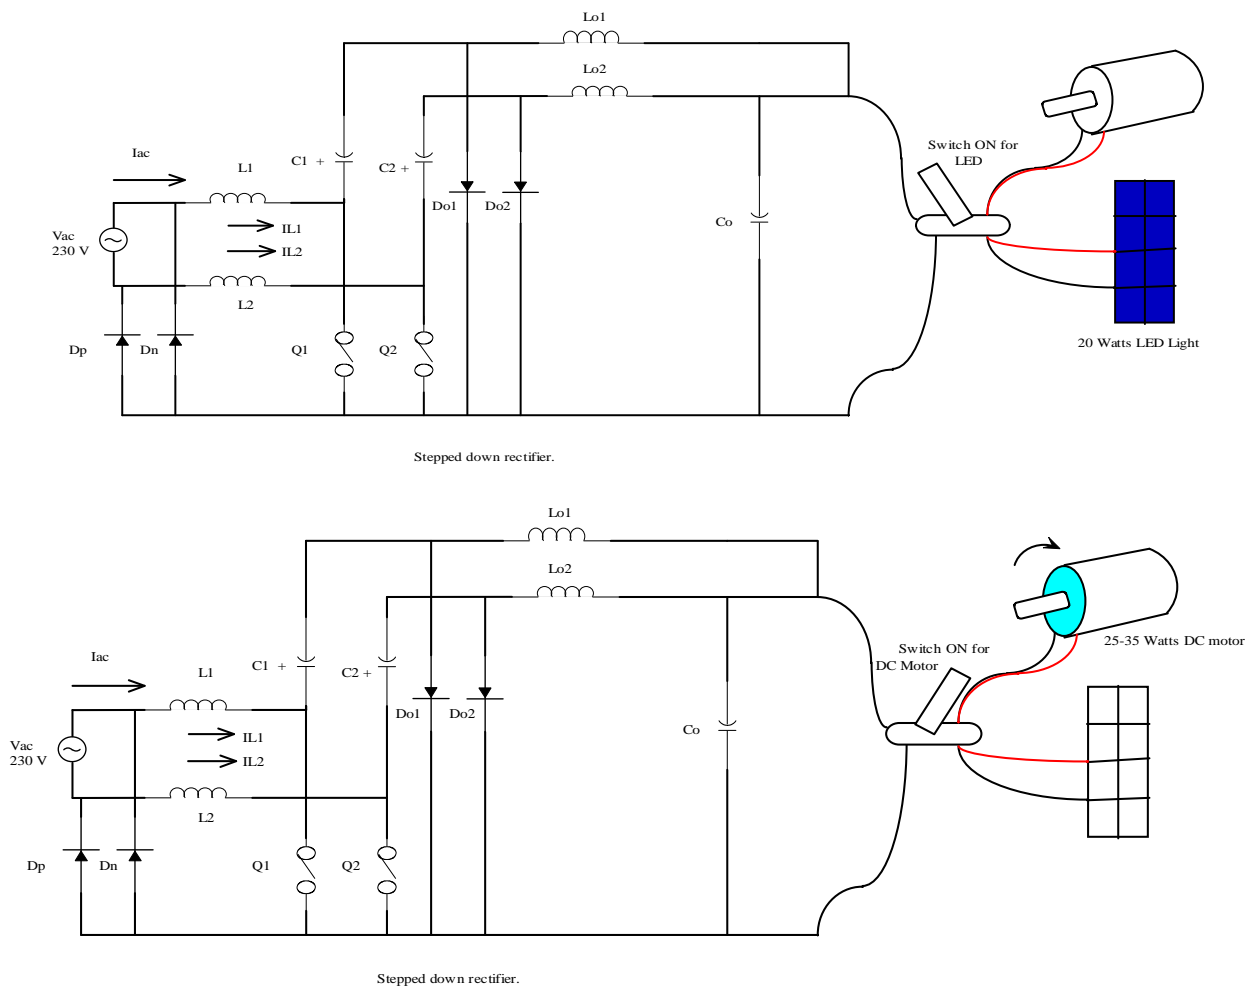 Lo1
Lo2
Switch ON for
LED
Iac
L1
C1 +
C2 +
Do1
Do2
Co
Vac
230 V
IL1
IL2
L2
Dp
Dn
Q1
Q2
20 Watts LED Light
Stepped down rectifier.
Lo1
Lo2
25-35 Watts DC motor
Switch ON for
DC Motor
Iac
L1
C1 +
C2 +
Do1
Do2
Co
Vac
230 V
IL1
IL2
L2
Dp
Dn
Q1
Q2
Stepped down rectifier.